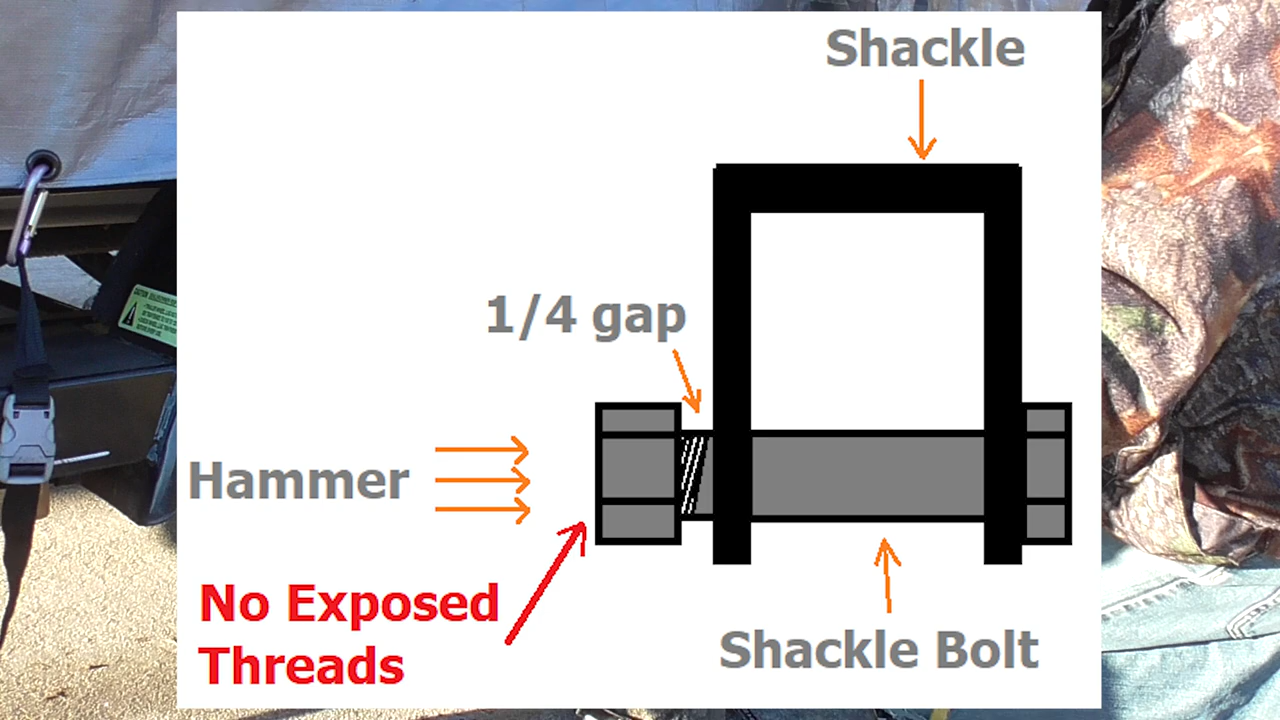 Shackle
1/4 gap
Hammer
No Exposed
Threads
Shackle Bolt